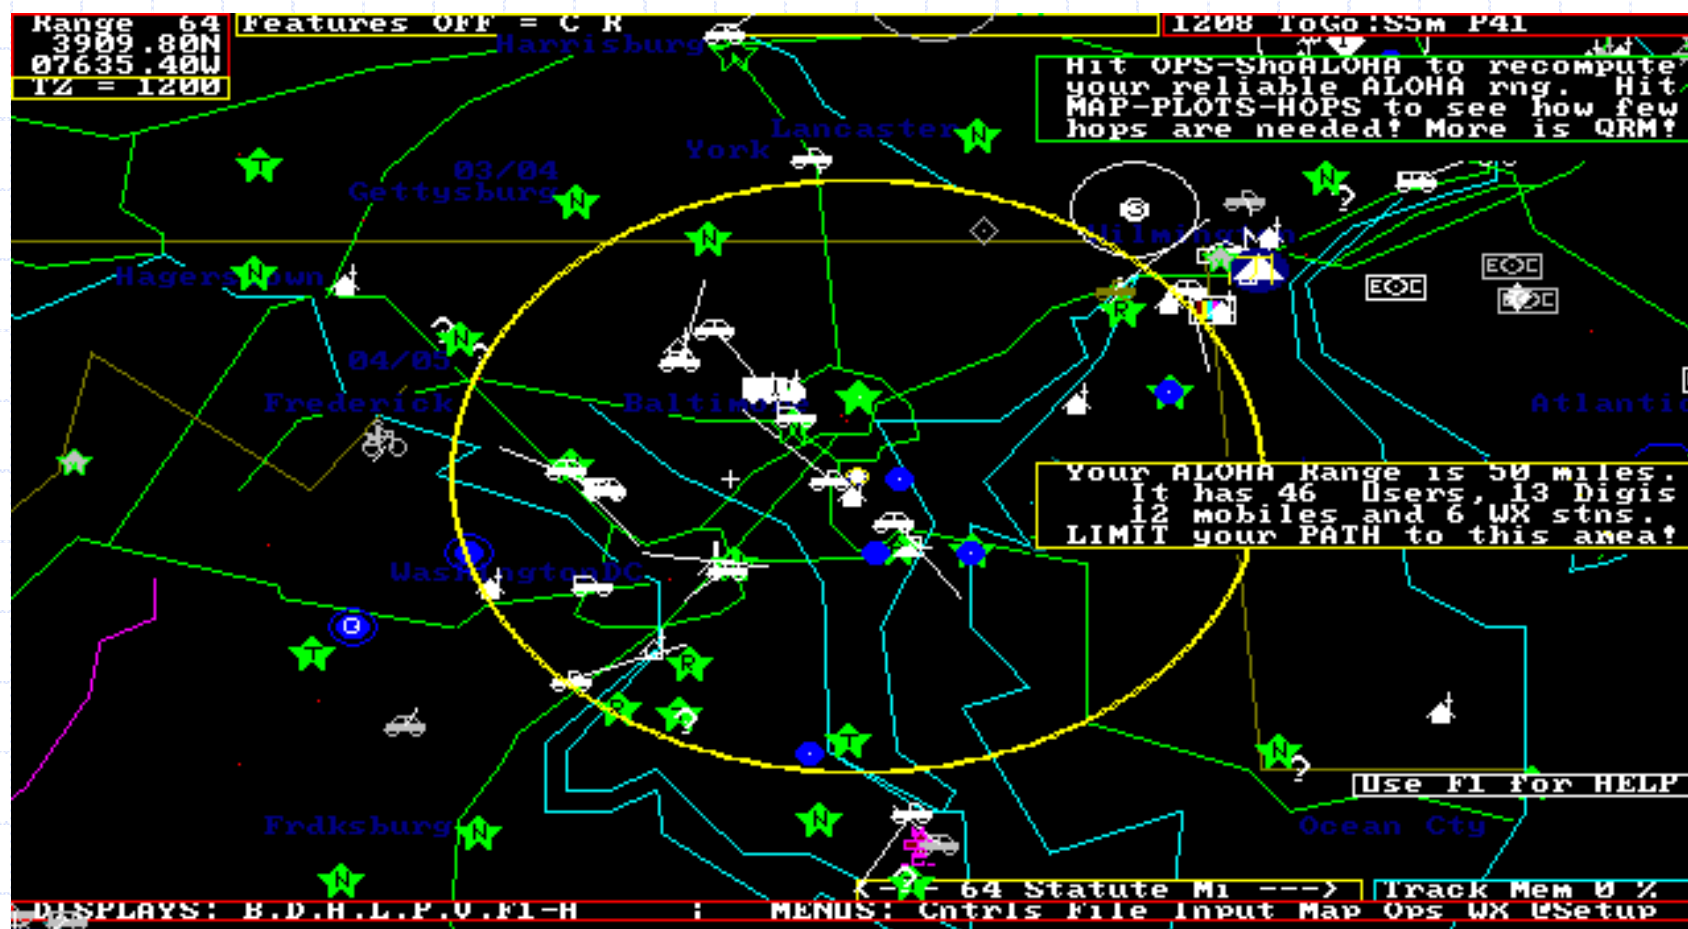 Range 64
3909.80N
07635.40W
TZ = 1200
Features OFF = C R
1208 ToGo:S5m P41
Hit OPS-ShoALOHA to recompute
your reliable ALOHA rng. Hit
MAP-PLOTS-HOPS to see how few
hops are needed! More is QRM!
Harrisburg
Lancaster
York
03/04
Gettysburg
Wilmington
Hagerstown
EOC
EOC
04/05
Frederick
Baltimore
Atlantic
Your ALOHA Range is 50 miles.
It has 46 Users, 13 Digis
12 mobiles and 6 WX stns.
LIMIT your PATH to this area!
WashingtonDC
Use F1 for HELP
Frdksburg
Ocean Cty
<--- 64 Statute Mi --->
Track Mem 0 %
DISPLAYS: B.D.H.L.P.V.F1-H : MENUS: Cntrls File Input Map Ops WX @Setup